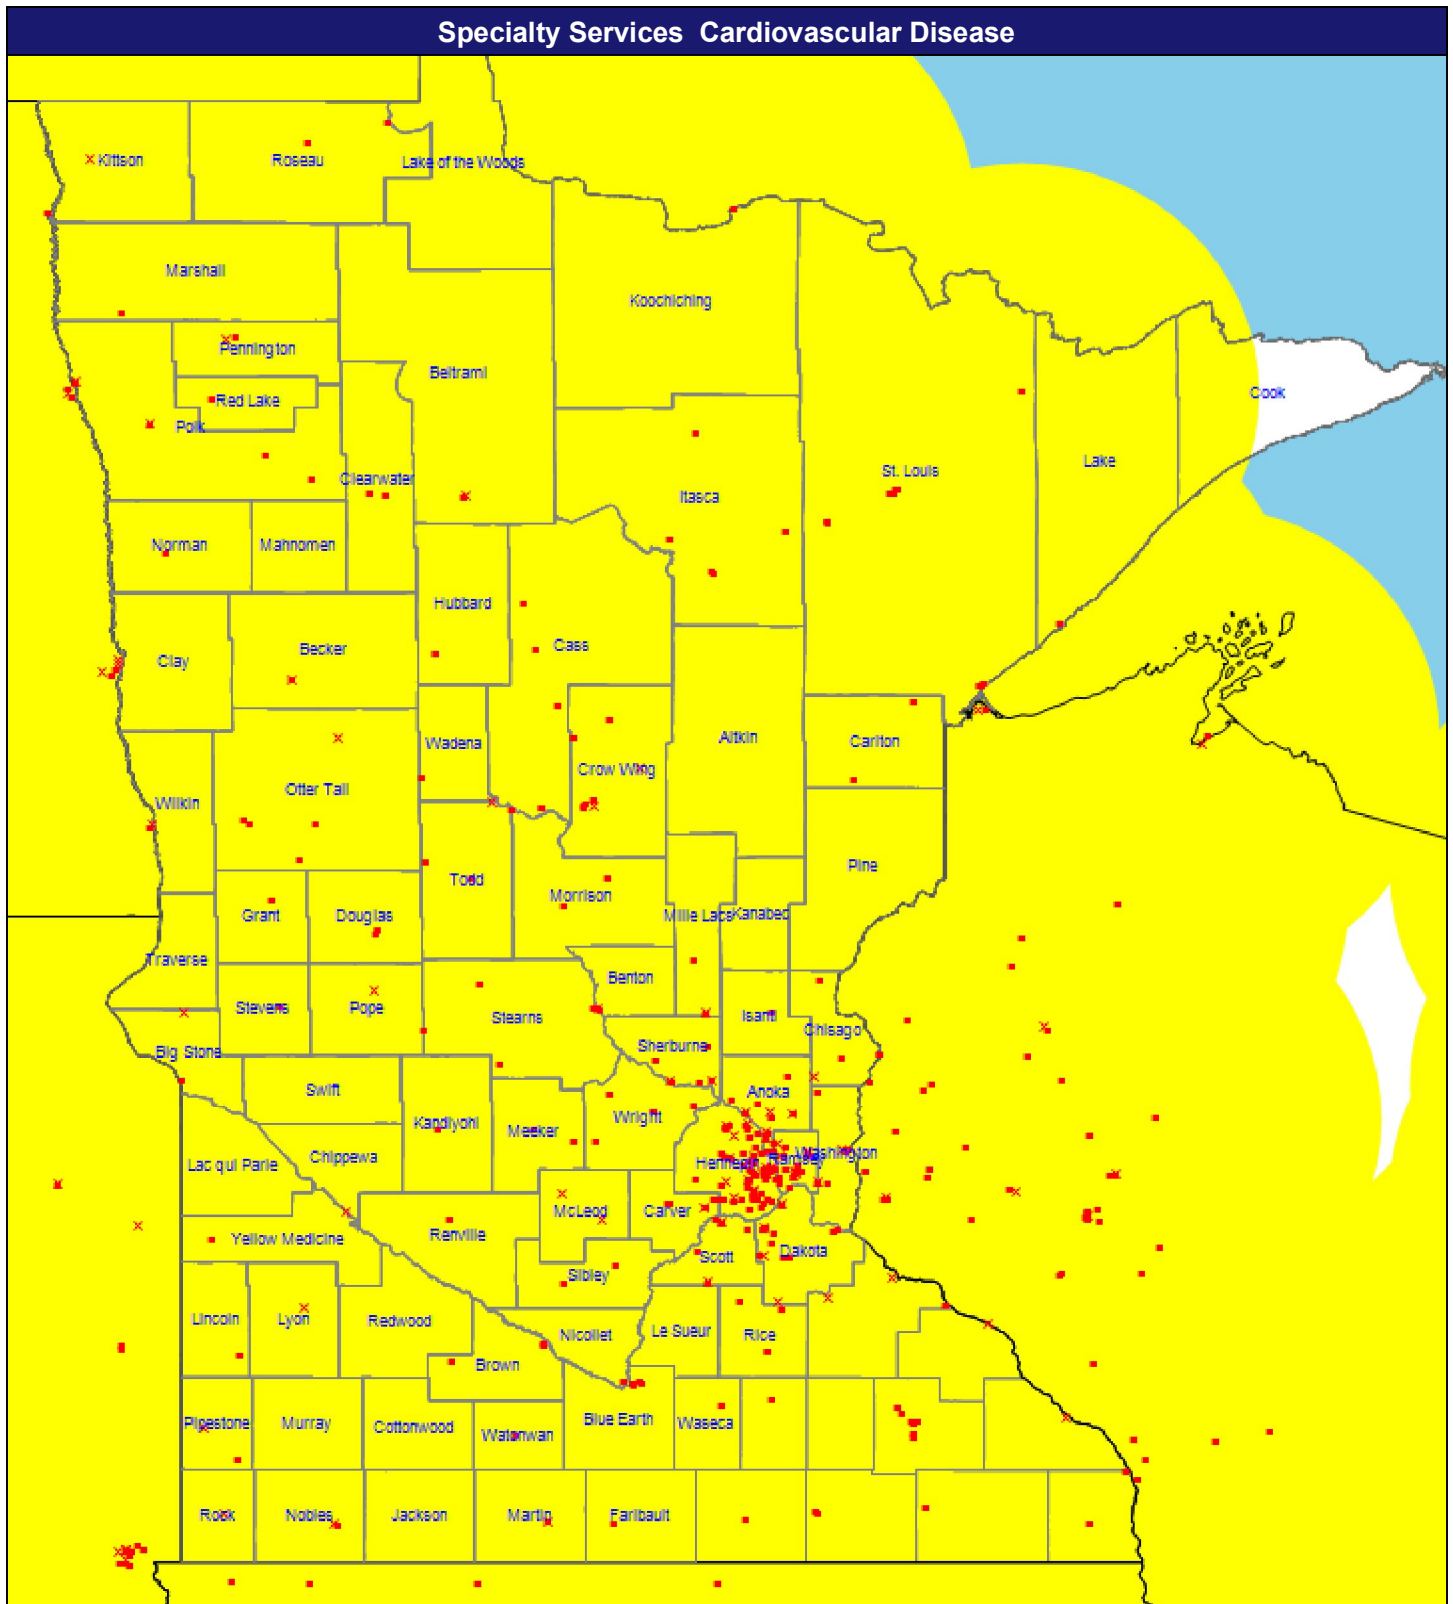 Specialty Services  Cardiovascular Disease
Kittson
Roseau
Lake of the Woods
Marshall
Koochiching
Pennington
Beltrami
Red Lake
Cook
Polk
Lake
St. Louis
Clearwater
Itasca
Norman
Mahnomen
Hubbard
Cass
Becker
Clay
Aitkin
Carlton
Wadena
Crow Wing
Otter Tail
Wilkin
Pine
Todd
Morrison
Grant
Douglas
Mille Lacs
Kanabec
Traverse
Benton
Stevens
Pope
Stearns
Isanti
Chisago
Sherburne
Big Stone
Swift
Anoka
Wright
Kandiyohi
Meeker
Washington
Ramsey
Hennepin
Lac qui Parle
Chippewa
McLeod
Carver
Renville
Yellow Medicine
Dakota
Scott
Sibley
Lincoln
Lyon
Redwood
Nicollet
Le Sueur
Rice
Brown
Pipestone
Murray
Cottonwood
Watonwan
Blue Earth
Waseca
Rock
Nobles
Jackson
Martin
Faribault